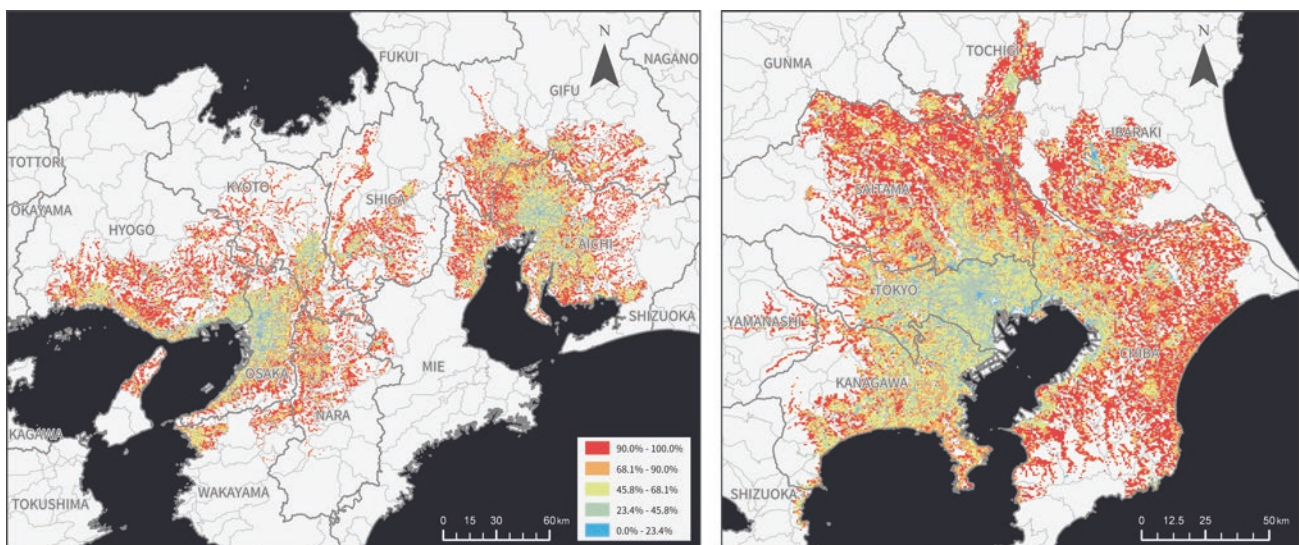 N
FUKUI
NAGANO
GIFU
TOTTORI
KYOTO
SHIGA
OKAYAMA
HYOGO
AICHI
SHIZUOKA
OSAKA
MIE
NARA
KAGAWA
WAKAYAMA
TOKUSHIMA
90.0% - 100.0%
68.1% - 90.0%
45.8% - 68.1%
23.4% - 45.8%
0.0% - 23.4%
0 15 30 60 km
N
TOCHIGI
GUNMA
IBARAKI
SAITAMA
TOKYO
YAMANASHI
CHIBA
KANAGAWA
SHIZUOKA
0 12.5 25 50 km